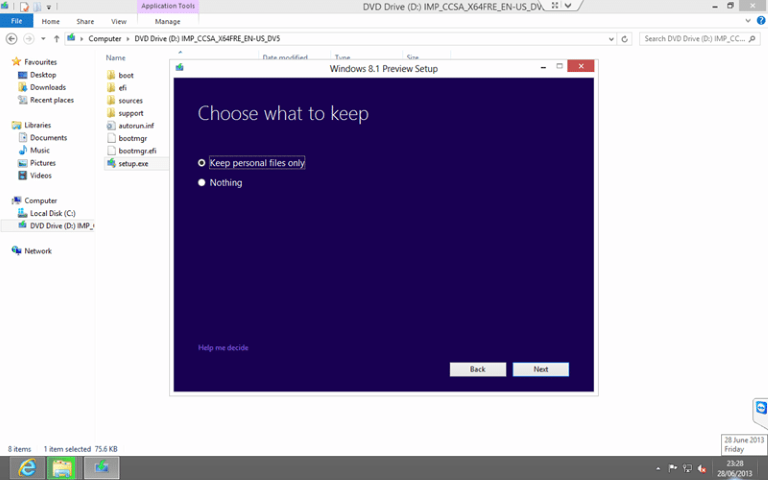 Application Tools
DVD Drive (D:) IMP_CCSA_X64FRE_EN-US_DV5
File
Home
Share
View
Manage
Computer
DVD Drive (D:) IMP_CCSA_X64FRE_EN-US_DV5
Search DVD Drive (D:) IMP_CC...
Favourites
Desktop
Downloads
Recent places
Libraries
Documents
Music
Pictures
Videos
Computer
Local Disk (C:)
DVD Drive (D:) IMP_
Network
Name
Date modified
Type
Size
boot
efi
sources
support
autorun.inf
bootmgr
bootmgr.efi
setup.exe
Windows 8.1 Preview Setup
Choose what to keep
Keep personal files only
Nothing
Help me decide
Back
Next
8 items
1 item selected 75.6 KB
28 June 2013
Friday
23:28
28/06/2013